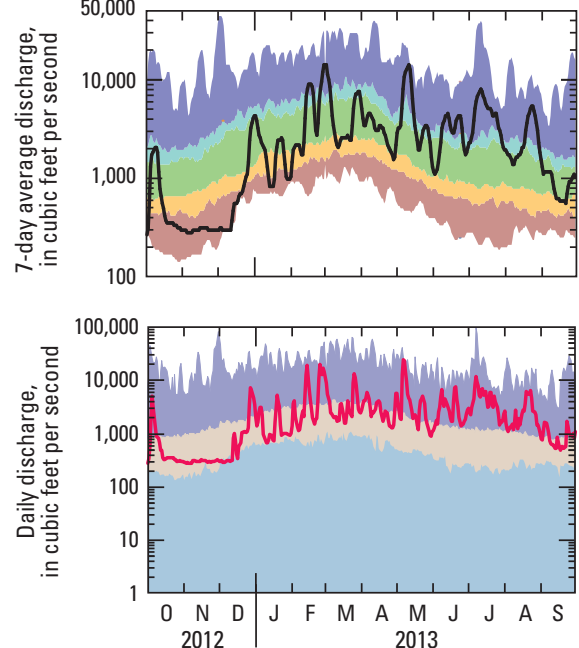 7-day average discharge,
in cubic feet per second
50,000
10,000
1,000
100
Daily discharge,
in cubic feet per second
100,000
10,000
1,000
100
10
1
O N D J F M A M J J A S
2012 2013